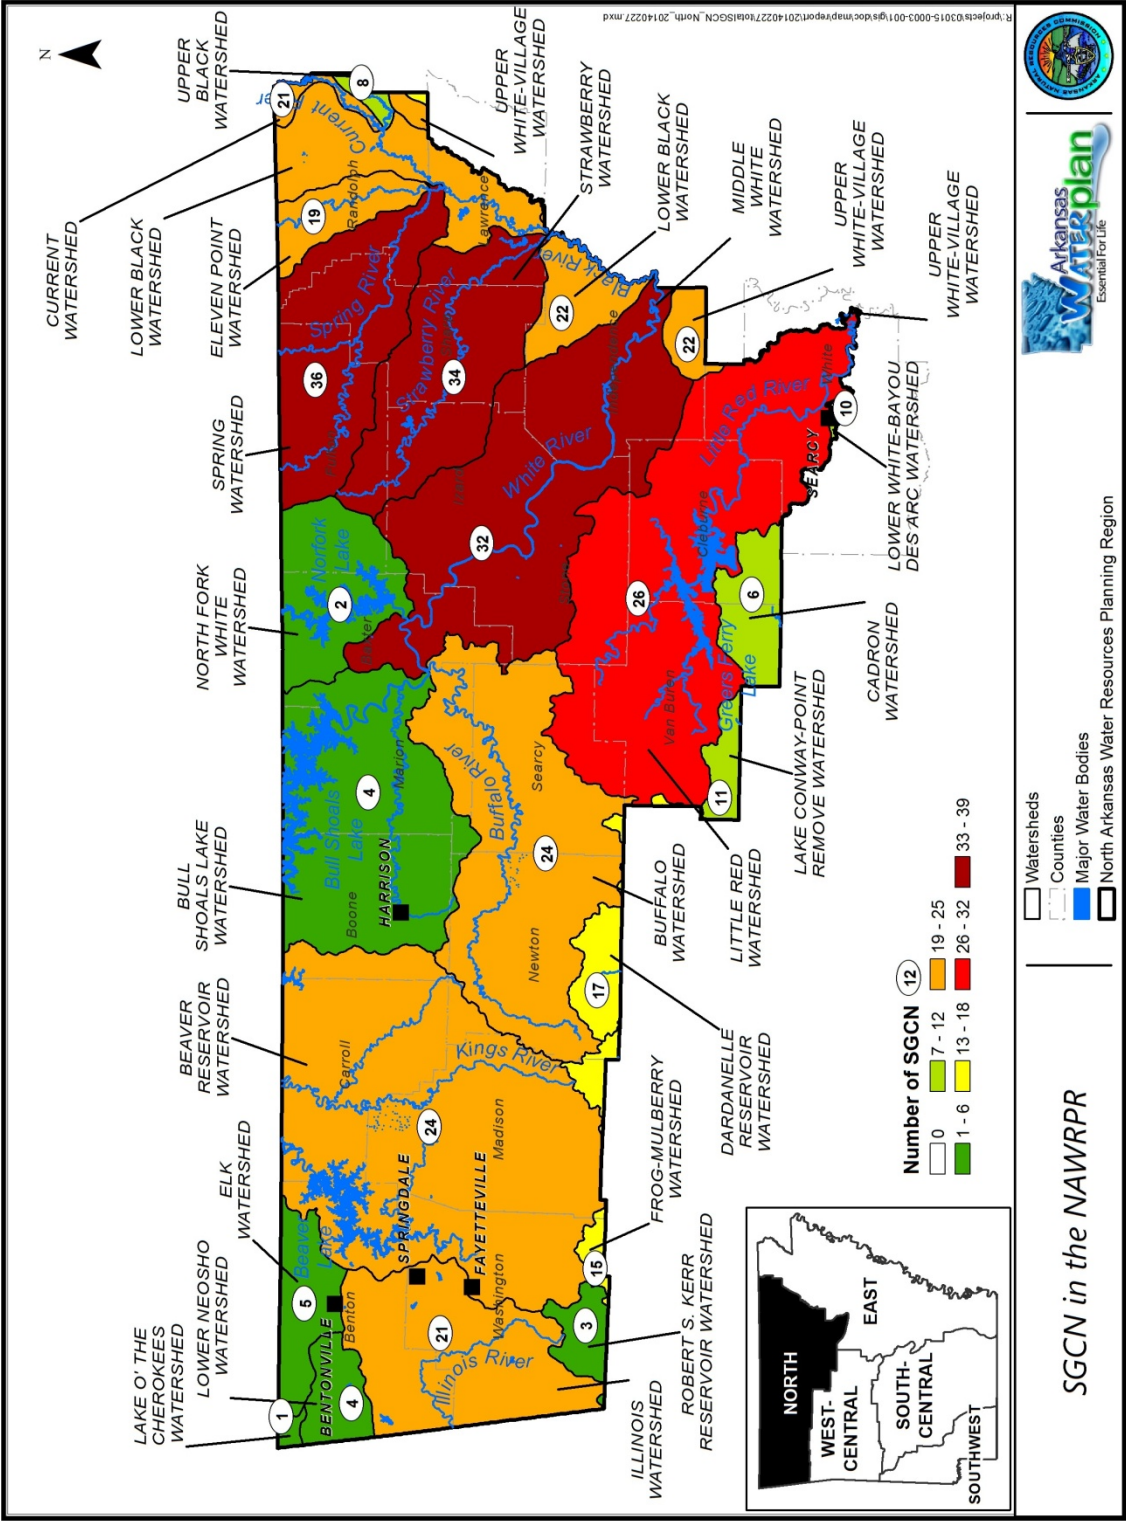 R:\projects\03015-0003-001\gis\doc\map\report\2014\20140227\totalSGCN_North_20140227.mxd
N
LAKE O' THE
CHEROKEES
WATERSHED
LOWER NEOSHO
WATERSHED
ELK
WATERSHED
BEAVER
RESERVOIR
WATERSHED
BULL
SHOALS LAKE
WATERSHED
NORTH FORK
WHITE
WATERSHED
SPRING
WATERSHED
ELEVEN POINT
WATERSHED
LOWER BLACK
WATERSHED
CURRENT
WATERSHED
UPPER
BLACK
WATERSHED
UPPER
WHITE-VILLAGE
WATERSHED
STRAWBERRY
WATERSHED
LOWER BLACK
WATERSHED
MIDDLE
WHITE
WATERSHED
UPPER
WHITE-VILLAGE
WATERSHED
UPPER
WHITE-VILLAGE
WATERSHED
LOWER WHITE-BAYOU
DES ARC WATERSHED
CADRON
WATERSHED
LAKE CONWAY-POINT
REMOVE WATERSHED
LITTLE RED
WATERSHED
BUFFALO
WATERSHED
DARDANELLE
RESERVOIR
WATERSHED
FROG-MULBERRY
WATERSHED
ROBERT S. KERR
RESERVOIR WATERSHED
ILLINOIS
WATERSHED
1
5
4
21
3
15
24
17
24
4
2
32
36
34
19
21
8
22
22
26
6
11
10
BENTONVILLE
SPRINGDALE
FAYETTEVILLE
HARRISON
SEARCY
Benton
Washington
Madison
Carroll
Newton
Boone
Marion
Searcy
Baxter
Van Buren
Cleburne
White
Randolph
Lawrence
Beaver
Lake
Illinois River
Kings River
Bull Shoals
Lake
Buffalo River
Norfork
Lake
White River
Spring River
Strawberry River
Current River
Black River
Little Red River
Greers Ferry
Lake
NORTH
WEST-
CENTRAL
EAST
SOUTH-
CENTRAL
SOUTHWEST
Number of SGCN 12
0
1 - 6
7 - 12
13 - 18
19 - 25
26 - 32
33 - 39
Watersheds
Counties
Major Water Bodies
North Arkansas Water Resources Planning Region
SGCN in the NAWRPR
Arkansas
WATERplan
Essential For Life
ARKANSAS NATURAL RESOURCES COMMISSION